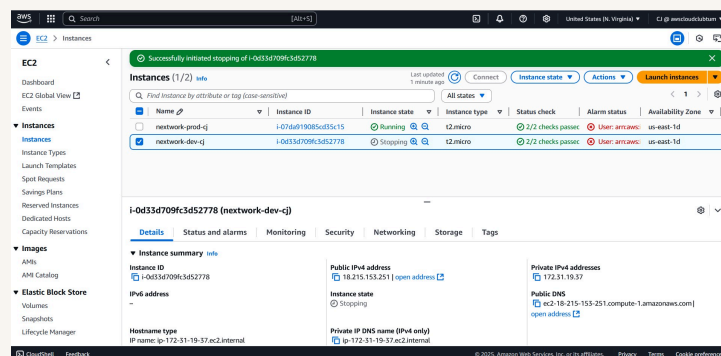 aws Search [Alt+S] United States (N. Virginia) CJ @ awscloudclubtum
EC2 > Instances
EC2
Dashboard
EC2 Global View
Events
Instances
Instances
Instance Types
Launch Templates
Spot Requests
Savings Plans
Reserved Instances
Dedicated Hosts
Capacity Reservations
Images
AMIs
AMI Catalog
Elastic Block Store
Volumes
Snapshots
Lifecycle Manager
Successfully initiated stopping of i-0d33d709fc3d52778
Instances (1/2) Info
Last updated
1 minute ago
Connect Instance state Actions Launch instances
Find Instance by attribute or tag (case-sensitive) All states 1
Name Instance ID Instance state Instance type Status check Alarm status Availability Zone
nextwork-prod-cj i-07da919085cd35c15 Running t2.micro 2/2 checks passec User: arn:aws: us-east-1d
nextwork-dev-cj i-0d33d709fc3d52778 Stopping t2.micro 2/2 checks passec User: arn:aws: us-east-1d
i-0d33d709fc3d52778 (nextwork-dev-cj)
Details Status and alarms Monitoring Security Networking Storage Tags
Instance summary Info
Instance ID
i-0d33d709fc3d52778
Public IPv4 address
18.215.153.251 | open address
Private IPv4 addresses
172.31.19.37
IPv6 address
–
Instance state
Stopping
Public DNS
ec2-18-215-153-251.compute-1.amazonaws.com |
open address
Hostname type
IP name: ip-172-31-19-37.ec2.internal
Private IP DNS name (IPv4 only)
ip-172-31-19-37.ec2.internal
CloudShell Feedback © 2025, Amazon Web Services, Inc. or its affiliates. Privacy Terms Cookie preferences